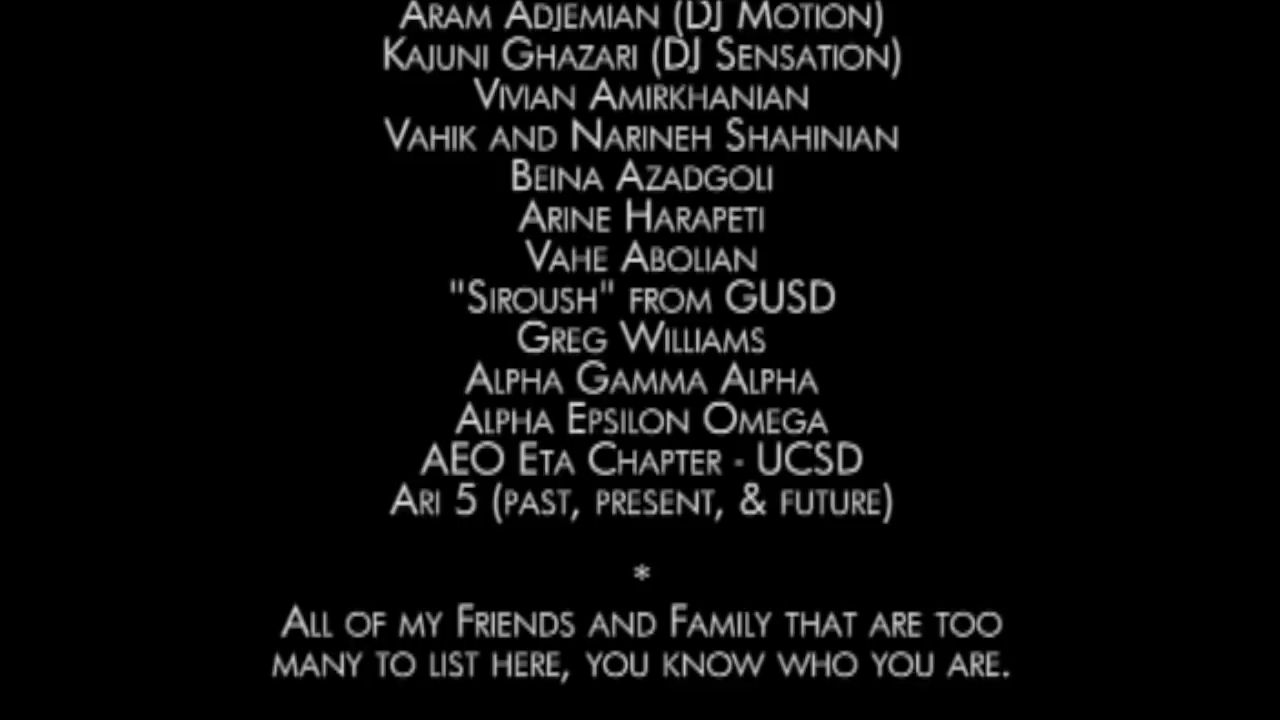 Aram Adjemian (DJ Motion)
Kajuni Ghazari (DJ Sensation)
Vivian Amirkhanian
Vahik and Narineh Shahinian
Beina Azadgoli
Arine Harapeti
Vahe Abolian
"Siroush" from GUSD
Greg Williams
Alpha Gamma Alpha
Alpha Epsilon Omega
AEO Eta Chapter - UCSD
Ari 5 (past, present, & future)
*
All of my Friends and Family that are too
many to list here, you know who you are.